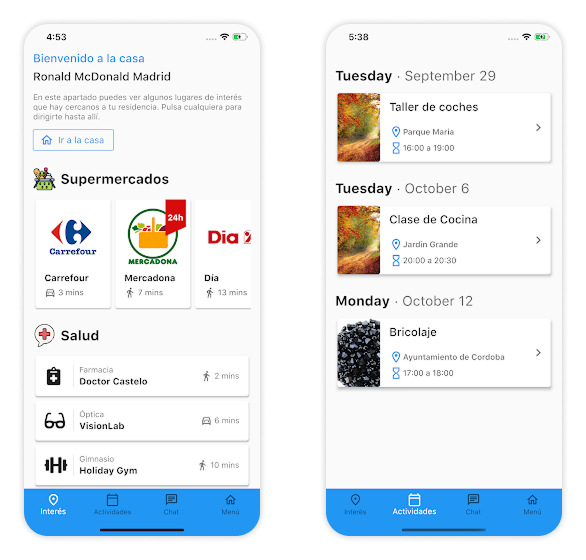 4:53
Bienvenido a la casa
Ronald McDonald Madrid
En este apartado puedes ver algunos lugares de interés
que hay cercanos a tu residencia. Pulsa cualquiera para
dirigirte hasta allí.
Ir a la casa
Supermercados
Carrefour
24h
MERCADONA
Dia
Carrefour
Mercadona
Día
3 mins
7 mins
13 mins
Salud
Farmacia
Doctor Castelo
2 mins
Óptica
VisionLab
6 mins
Gimnasio
Holiday Gym
10 mins
Interés
Actividades
Chat
Menú
5:38
Tuesday · September 29
Taller de coches
Parque Maria
16:00 a 19:00
Tuesday · October 6
Clase de Cocina
Jardin Grande
20:00 a 20:30
Monday · October 12
Bricolaje
Ayuntamiento de Cordoba
17:00 a 18:00
Interés
Actividades
Chat
Menú